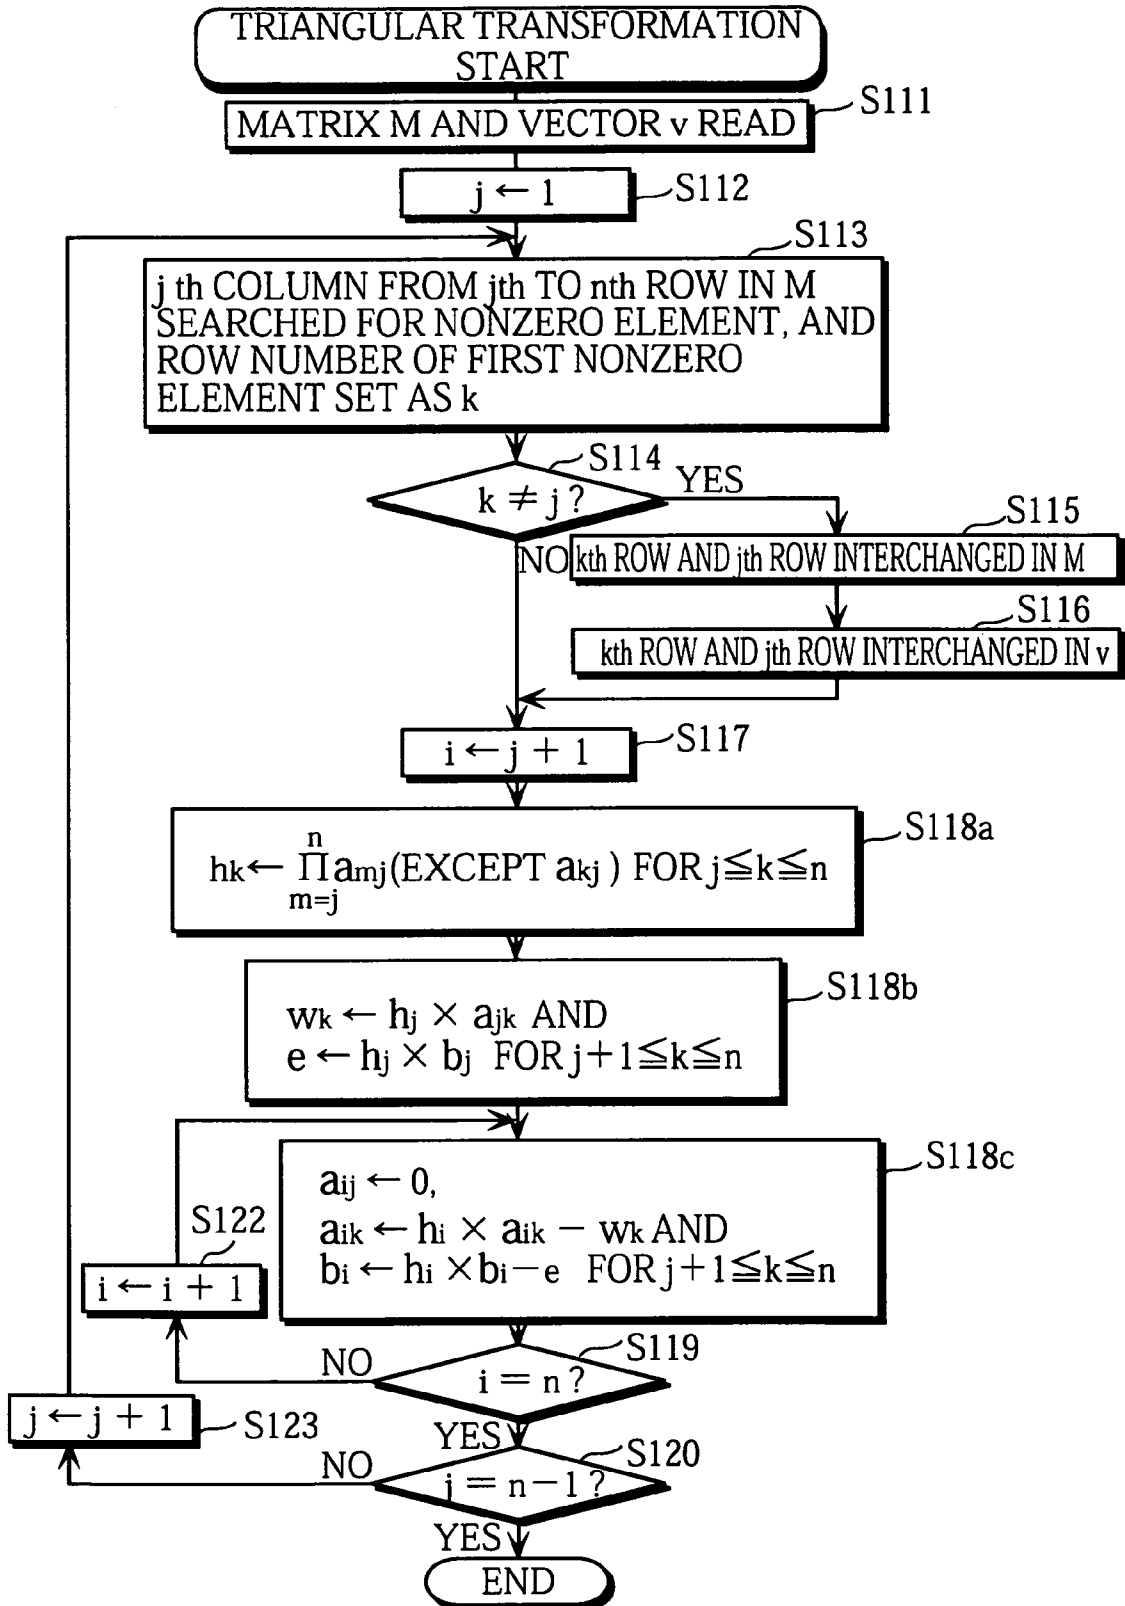 TRIANGULAR TRANSFORMATION
START
S111
MATRIX M AND VECTOR v READ
S112
j ← 1
S113
j th COLUMN FROM jth TO nth ROW IN M
SEARCHED FOR NONZERO ELEMENT, AND
ROW NUMBER OF FIRST NONZERO
ELEMENT SET AS k
S114
k ≠ j ?
YES
S115
NO
kth ROW AND jth ROW INTERCHANGED IN M
S116
kth ROW AND jth ROW INTERCHANGED IN v
S117
i ← j + 1
S118a
hk ← n Π m=j amj (EXCEPT akj) FOR j≦k≦n
S118b
wk ← hj × ajk AND
e ← hj × bj FOR j+1≦k≦n
S118c
aij ← 0,
aik ← hi × aik − wk AND
bi ← hi × bi − e FOR j+1≦k≦n
S122
i ← i + 1
S119
NO
i = n ?
YES
S123
j ← j + 1
S120
NO
j = n−1 ?
YES
END